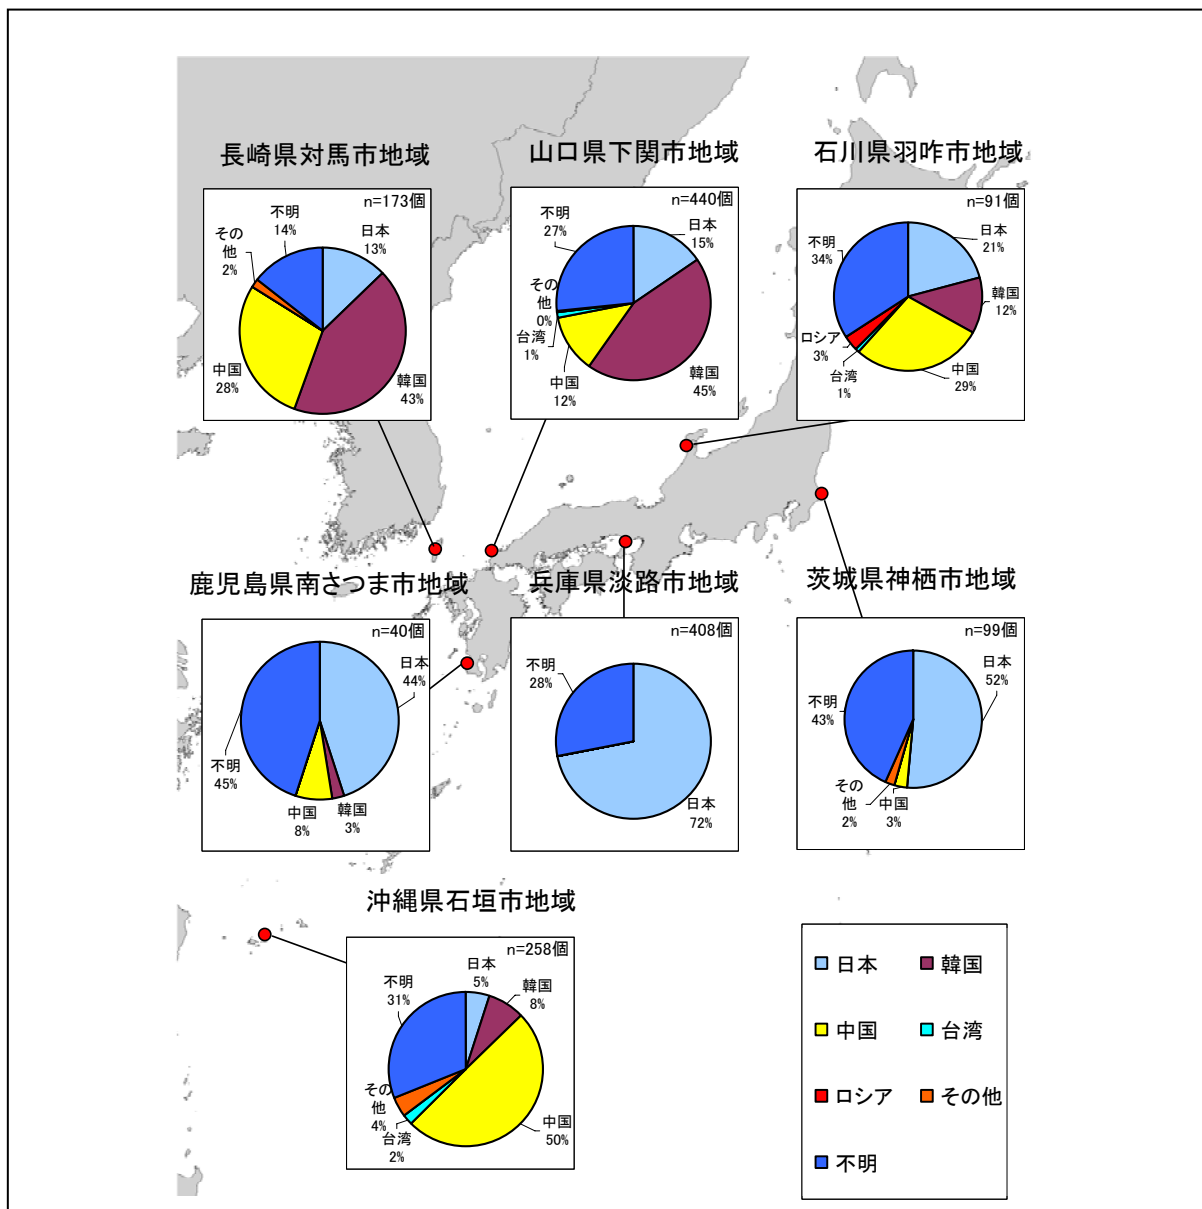 長崎県対馬市地域
n=173個
日本
13%
韓国
43%
中国
28%
その
他
2%
不明
14%
山口県下関市地域
n=440個
日本
15%
韓国
45%
中国
12%
台湾
1%
その
他
0%
不明
27%
石川県羽咋市地域
n=91個
日本
21%
韓国
12%
中国
29%
台湾
1%
ロシア
3%
不明
34%
鹿児島県南さつま市地域
n=40個
日本
44%
韓国
3%
中国
8%
不明
45%
兵庫県淡路市地域
n=408個
日本
72%
不明
28%
茨城県神栖市地域
n=99個
日本
52%
中国
3%
その
他
2%
不明
43%
沖縄県石垣市地域
n=258個
日本
5%
韓国
8%
中国
50%
台湾
2%
その
他
4%
不明
31%
日本 韓国
中国 台湾
ロシア その他
不明